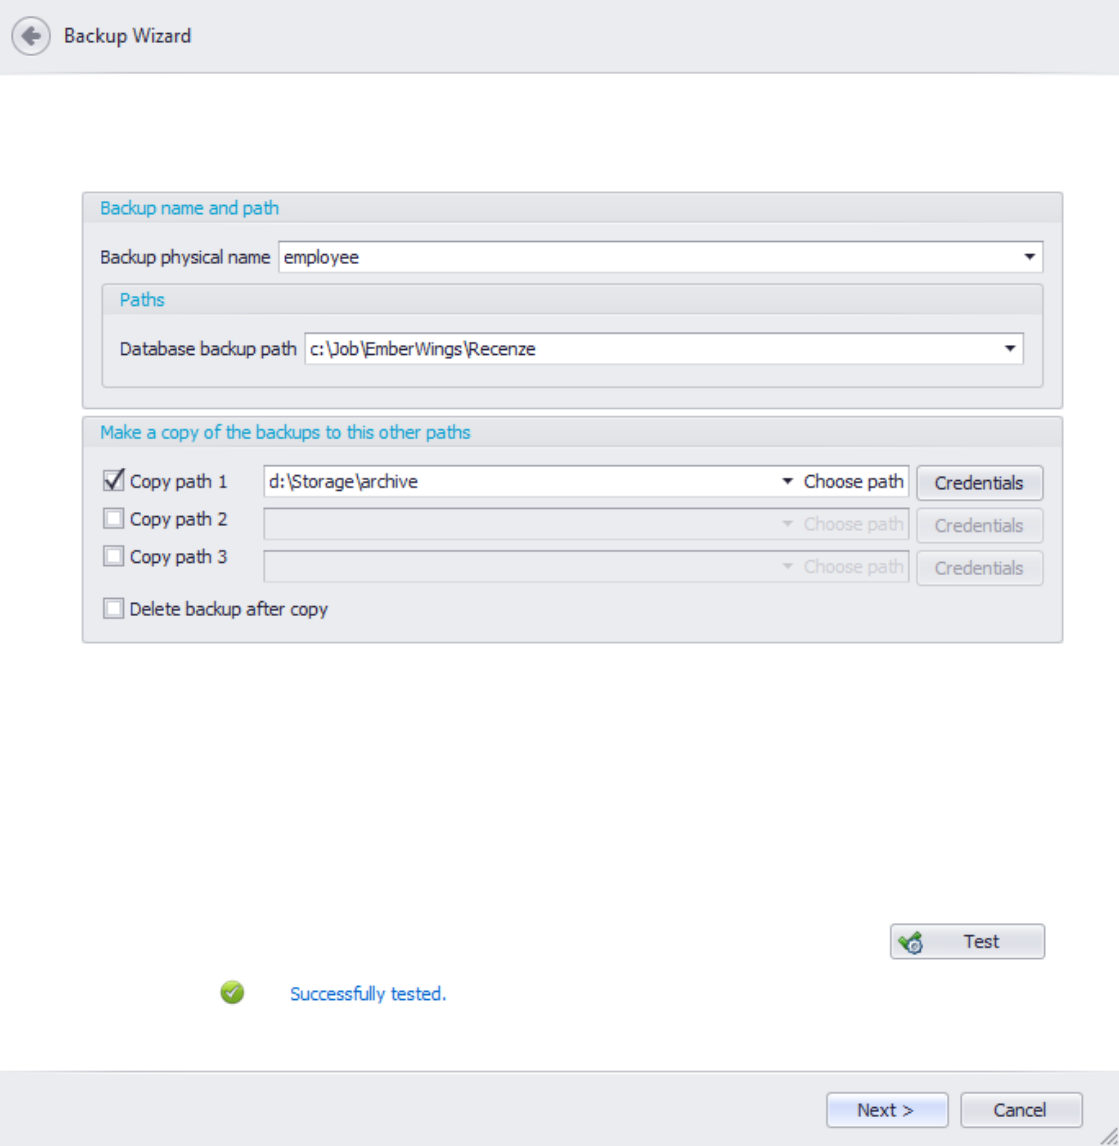 Backup Wizard
Backup name and path
Backup physical name employee
Paths
Database backup path c:\Job\EmberWings\Recenze
Make a copy of the backups to this other paths
Copy path 1 d:\Storage\archive Choose path Credentials
Copy path 2 Choose path Credentials
Copy path 3 Choose path Credentials
Delete backup after copy
Test
Successfully tested.
Next > Cancel